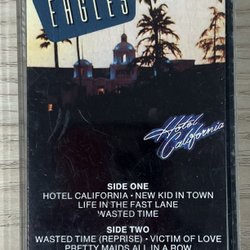 EAGLES
Hotel
California
SIDE ONE
HOTEL CALIFORNIA • NEW KID IN TOWN
LIFE IN THE FAST LANE
WASTED TIME
SIDE TWO
WASTED TIME (REPRISE) • VICTIM OF LOVE
PRETTY MAIDS ALL IN A ROW